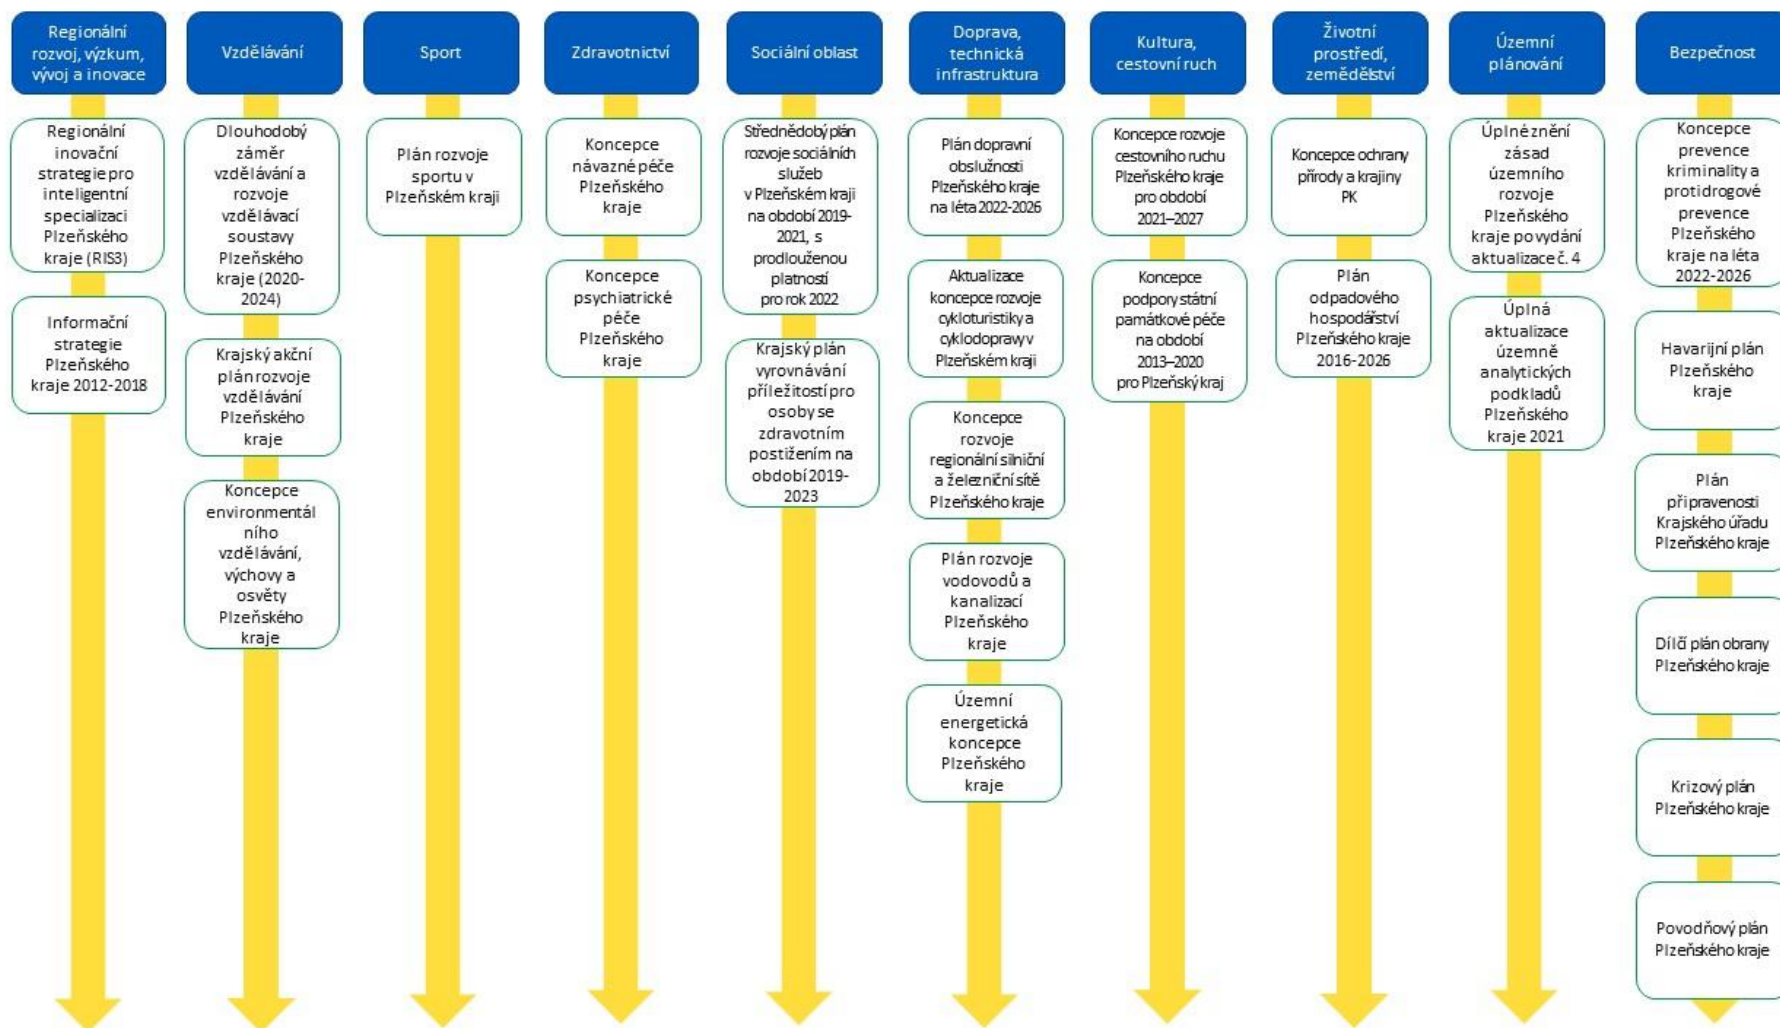 Regionální
rozvoj, výzkum,
vývoj a inovace
Vzdělávání
Sport
Zdravotnictví
Sociální oblast
Doprava,
technická
infrastruktura
Kultura,
cestovní ruch
Životní
prostředí,
zemědělství
Územní
plánování
Bezpečnost
Regionální
inovační
strategie pro
inteligentní
specializaci
Plzeňského
kraje (RIS3)
Informační
strategie
Plzeňského
kraje 2012-2018
Dlouhodobý
záměr
vzdělávání a
rozvoje
vzdělávací
soustavy
Plzeňského
kraje (2020-
2024)
Krajský akční
plán rozvoje
vzdělávání
Plzeňského
kraje
Koncepce
environmentál
ního
vzdělávání,
výchovy a
osvěty
Plzeňského
kraje
Plán rozvoje
sportu v
Plzeňském kraji
Koncepce
návazné péče
Plzeňského
kraje
Koncepce
psychiatrické
péče
Plzeňského
kraje
Střednědobý plán
rozvoje sociálních
služeb
v Plzeňském kraji
na období 2019-
2021, s
prodlouženou
platností
pro rok 2022
Krajský plán
vyrovnávání
příležitostí pro
osoby se
zdravotním
postižením na
období 2019-
2023
Plán dopravní
obslužnosti
Plzeňského kraje
na léta 2022-2026
Aktualizace
koncepce rozvoje
cykloturistiky a
cyklodopravy v
Plzeňském kraji
Koncepce
rozvoje
regionální silniční
a železniční sítě
Plzeňského kraje
Plán rozvoje
vodovodů a
kanalizací
Plzeňského
kraje
Územní
energetická
koncepce
Plzeňského
kraje
Koncepce rozvoje
cestovního ruchu
Plzeňského kraje
pro období
2021–2027
Koncepce
podpory státní
památkové péče
na období
2013–2020
pro Plzeňský kraj
Koncepce ochrany
přírody a krajiny
PK
Plán
odpadového
hospodářství
Plzeňského kraje
2016-2026
Úplné znění
zásad
územního
rozvoje
Plzeňského
kraje po vydání
aktualizace č. 4
Úplná
aktualizace
územně
analytických
podkladů
Plzeňského
kraje 2021
Koncepce
prevence
kriminality a
protidrogové
prevence
Plzeňského
kraje na léta
2022-2026
Havarijní plán
Plzeňského
kraje
Plán
připravenosti
Krajského úřadu
Plzeňského kraje
Dílčí plán obrany
Plzeňského kraje
Krizový plán
Plzeňského kraje
Povodňový plán
Plzeňského kraje